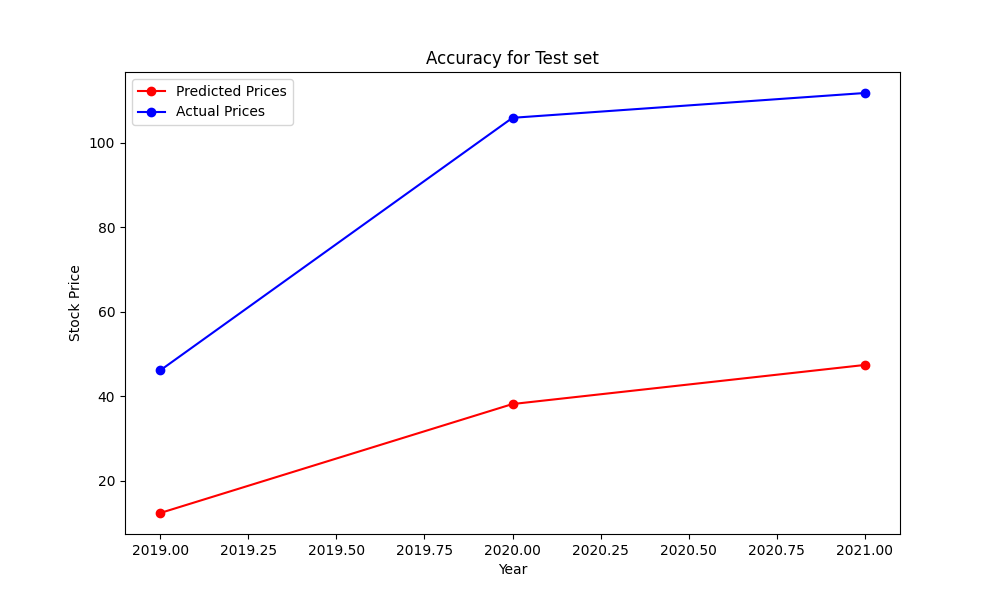 Accuracy for Test set
Predicted Prices
Actual Prices
100
80
60
40
20
Stock Price
2019.00 2019.25 2019.50 2019.75 2020.00 2020.25 2020.50 2020.75 2021.00
Year